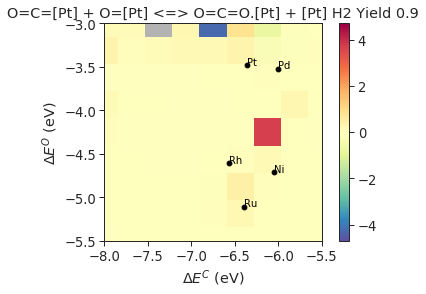 O=C=[Pt] + O=[Pt] <=> O=C=O.[Pt] + [Pt] H2 Yield 0.9
−3.0
−3.5
−4.0
−4.5
−5.0
−5.5
ΔE^O (eV)
Pt
Pd
Rh
Ni
Ru
−8.0 −7.5 −7.0 −6.5 −6.0 −5.5
ΔE^C (eV)
4
2
0
−2
−4